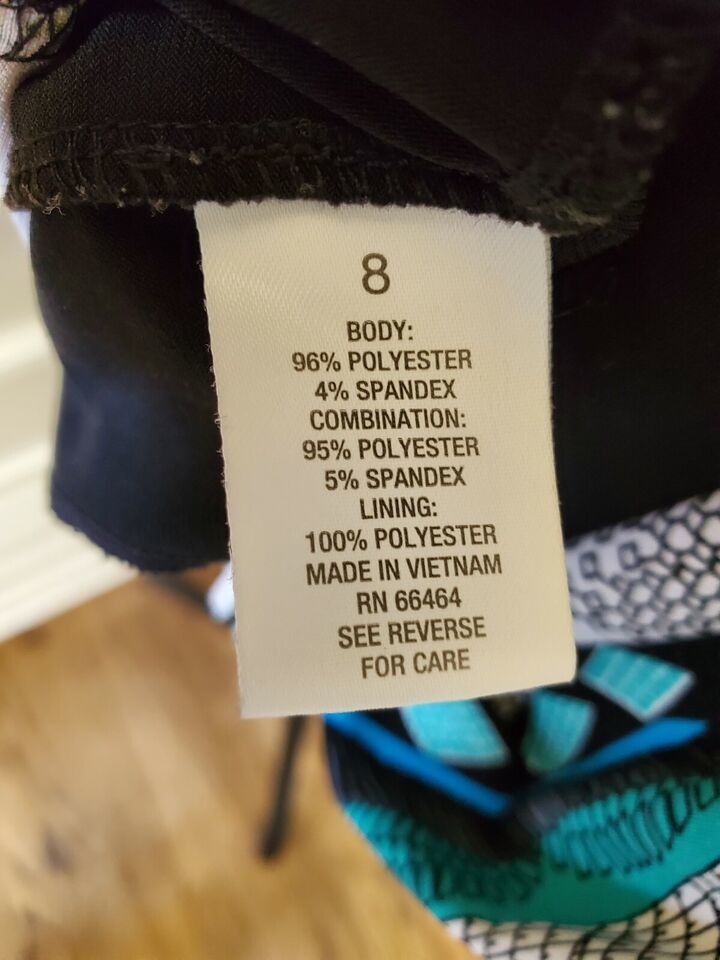 8
BODY:
96% POLYESTER
4% SPANDEX
COMBINATION:
95% POLYESTER
5% SPANDEX
LINING:
100% POLYESTER
MADE IN VIETNAM
RN 66464
SEE REVERSE
FOR CARE